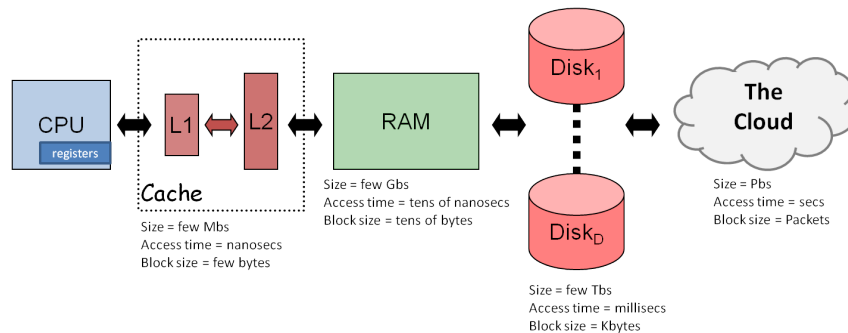 CPU
registers
L1
L2
Cache
Size = few Mbs
Access time = nanosecs
Block size = few bytes
RAM
Size = few Gbs
Access time = tens of nanosecs
Block size = tens of bytes
Disk1
DiskD
Size = few Tbs
Access time = millisecs
Block size = Kbytes
The
Cloud
Size = Pbs
Access time = secs
Block size = Packets